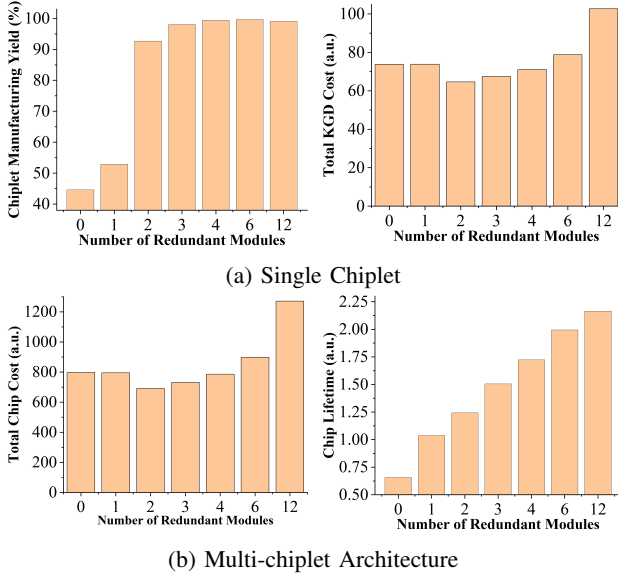 Chiplet Manufacturing Yield (%)
100
90
80
70
60
50
40
0 1 2 3 4 6 12
Number of Redundant Modules
Total KGD Cost (a.u.)
100
80
60
40
20
0
0 1 2 3 4 6 12
Number of Redundant Modules
(a) Single Chiplet
Total Chip Cost (a.u.)
1200
1000
800
600
400
200
0
0 1 2 3 4 6 12
Number of Redundant Modules
Chip Lifetime (a.u.)
2.25
2.00
1.75
1.50
1.25
1.00
0.75
0.50
0 1 2 3 4 6 12
Number of Redundant Modules
(b) Multi-chiplet Architecture